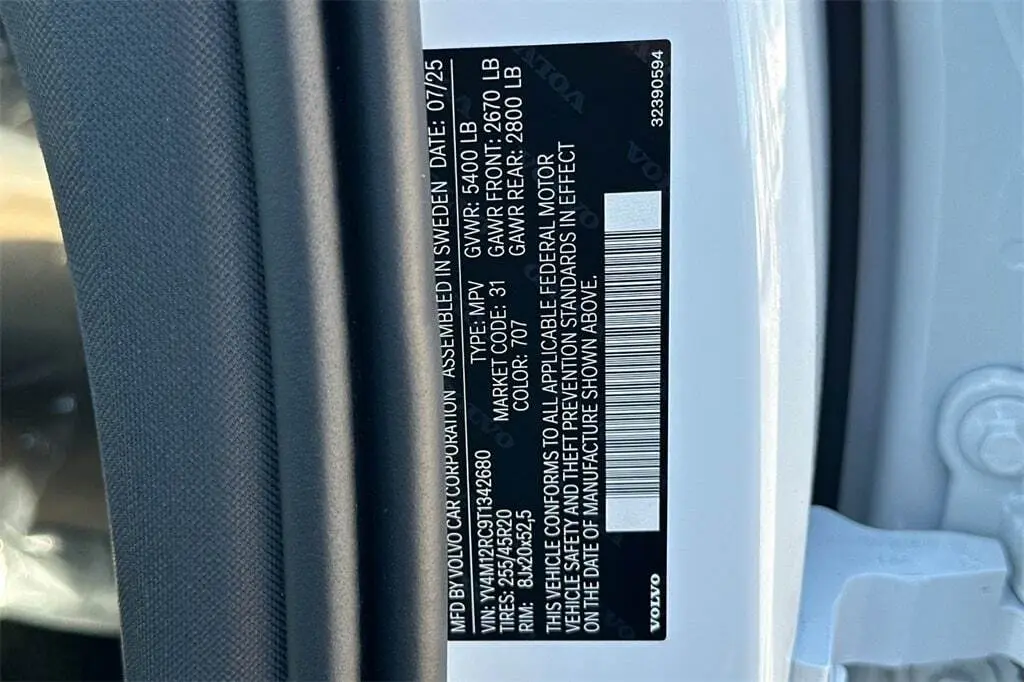 MFD BY VOLVO CAR CORPORATION ASSEMBLED IN SWEDEN DATE: 07/25
VIN: YV4M12RC9T1342680 TYPE: MPV GVWR: 5400 LB
TIRES: 255/45R20 MARKET CODE: 31 GAWR FRONT: 2670 LB
RIM: 8Jx20x52,5 COLOR: 707 GAWR REAR: 2800 LB
THIS VEHICLE CONFORMS TO ALL APPLICABLE FEDERAL MOTOR
VEHICLE SAFETY AND THEFT PREVENTION STANDARDS IN EFFECT
ON THE DATE OF MANUFACTURE SHOWN ABOVE.
VOLVO 32390594 VOLVO